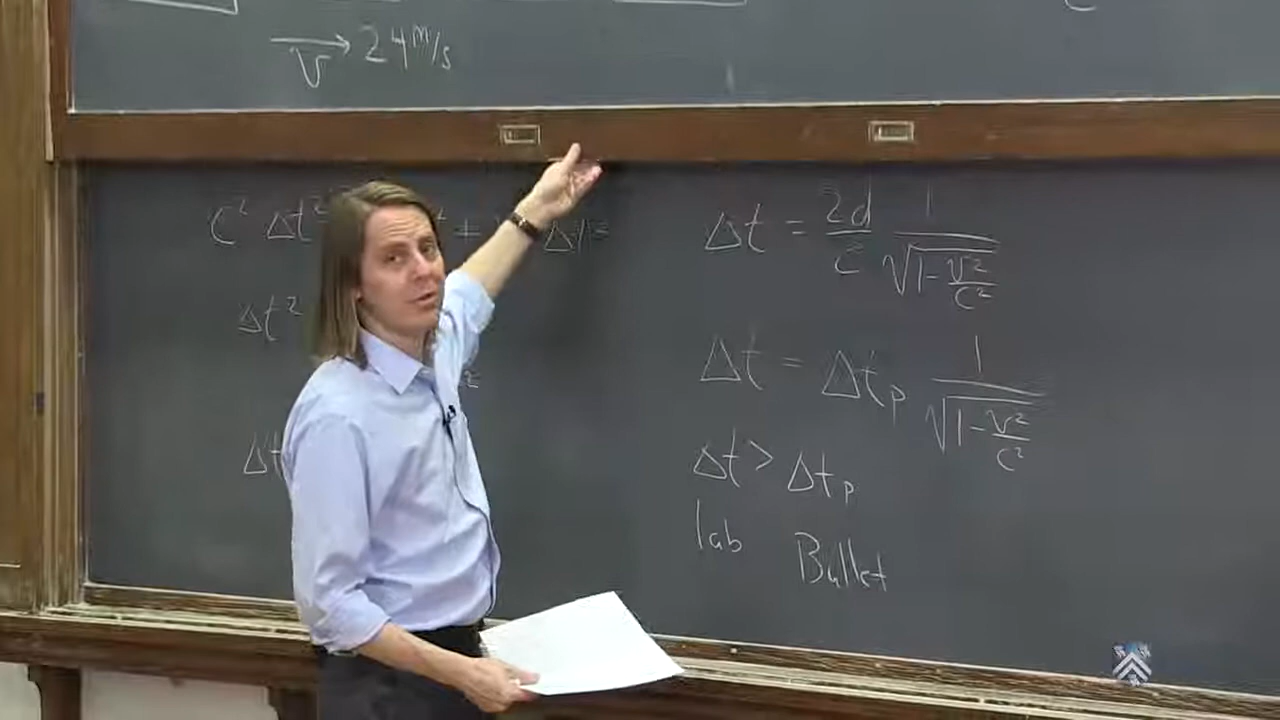 v → 24 m/s
c² Δt²
+
Δt²
Δt
Δt = 2d/c 1/√(1-v²/c²)
Δt = Δt_p 1/√(1-v²/c²)
Δt > Δt_p
lab Bullet